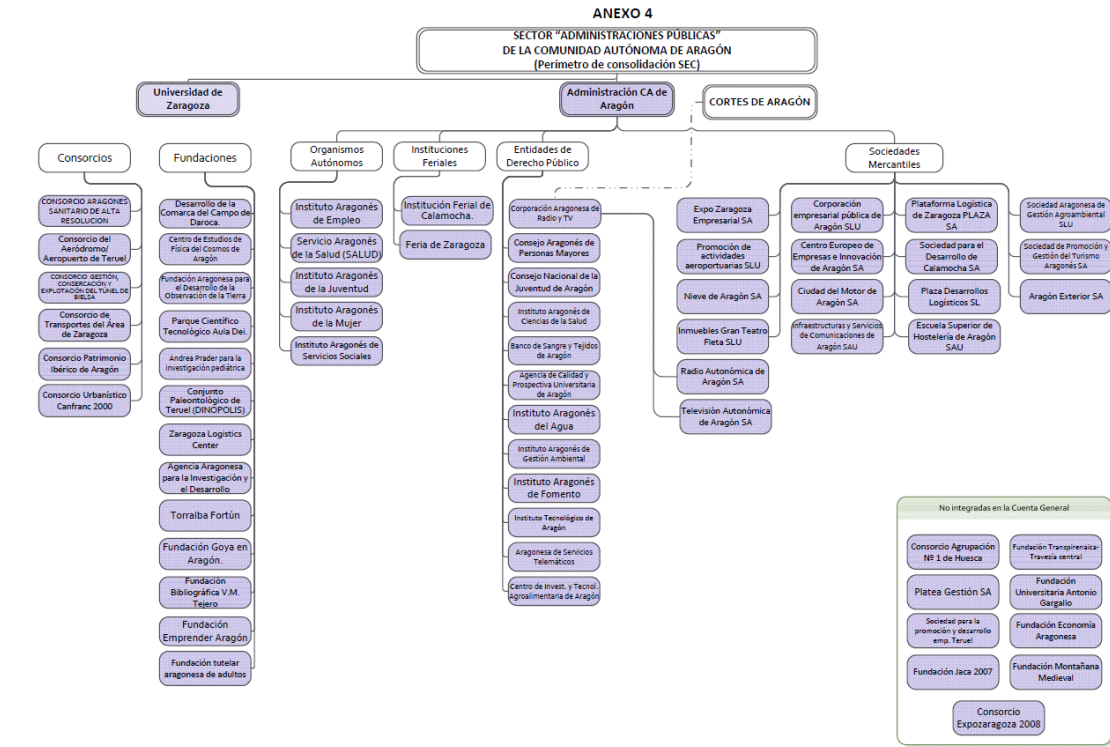 ANEXO 4
SECTOR “ADMINISTRACIONES PÚBLICAS”
DE LA COMUNIDAD AUTÓNOMA DE ARAGÓN
(Perímetro de consolidación SEC)
Universidad de
Zaragoza
Administración CA de
Aragón
CORTES DE ARAGÓN
Consorcios
Fundaciones
Organismos
Autónomos
Instituciones
Feriales
Entidades de
Derecho Público
Sociedades
Mercantiles
CONSORCIO ARAGONES
SANITARIO DE ALTA
RESOLUCION
Consorcio del
Aeródromo/
Aeropuerto de Teruel
CONSORCIO GESTIÓN,
CONSERCACIÓN Y
EXPLOTACIÓN DEL TÚNEL DE
BIELSA
Consorcio de
Transportes del Área
de Zaragoza
Consorcio Patrimonio
Ibérico de Aragón
Consorcio Urbanístico
Canfranc 2000
Desarrollo de la
Comarca del Campo de
Daroca.
Centro de Estudios de
Física del Cosmos de
Aragón
Fundación Aragonesa para
el Desarrollo de la
Observación de la Tierra
Parque Científico
Tecnológico Aula Dei.
Andrea Prader para la
investigación pediátrica
Conjunto
Paleontológico de
Teruel (DINÓPOLIS)
Zaragoza Logistics
Center
Agencia Aragonesa
para la Investigación y
el Desarrollo
Torralba Fortún
Fundación Goya en
Aragón.
Fundación
Bibliográfica V.M.
Tejero
Fundación
Emprender Aragón
Fundación tutelar
aragonesa de adultos
Instituto Aragonés
de Empleo
Servicio Aragonés
de la Salud (SALUD)
Instituto Aragonés
de la Juventud
Instituto Aragonés
de la Mujer
Instituto Aragonés de
Servicios Sociales
Institución Ferial de
Calamocha.
Feria de Zaragoza
Corporación Aragonesa de
Radio y TV
Consejo Aragonés de
Personas Mayores
Consejo Nacional de la
Juventud de Aragón
Instituto Aragonés de
Ciencias de la Salud
Banco de Sangre y Tejidos
de Aragón
Agencia de Calidad y
Prospectiva Universitaria
de Aragón
Instituto Aragonés
del Agua
Instituto Aragonés de
Gestión Ambiental
Instituto Aragonés
de Fomento
Instituto Tecnológico de
Aragón
Aragonesa de Servicios
Telemáticos
Centro de Invest. y Tecnol.
Agroalimentaria de Aragón
Expo Zaragoza
Empresarial SA
Promoción de
actividades
aeroportuarias SLU
Nieve de Aragón SA
Inmuebles Gran Teatro
Fleta SLU
Radio Autonómica de
Aragón SA
Televisión Autonómica
de Aragón SA
Corporación
empresarial pública de
Aragón SLU
Centro Europeo de
Empresas e Innovación
de Aragón SA
Ciudad del Motor de
Aragón SA
Infraestructuras y Servicios
de Comunicaciones de
Aragón SAU
Plataforma Logística
de Zaragoza PLAZA
SA
Sociedad para el
Desarrollo de
Calamocha SA
Plaza Desarrollos
Logísticos SL
Escuela Superior de
Hostelería de Aragón
SAU
Sociedad Aragonesa de
Gestión Agroambiental
SLU
Sociedad de Promoción y
Gestión del Turismo
Aragonés SA
Aragón Exterior SA
No integradas en la Cuenta General
Consorcio Agrupación
Nº 1 de Huesca
Fundación Transpirenaica-
Travesía central
Platea Gestión SA
Fundación
Universitaria Antonio
Gargallo
Sociedad para la
promoción y desarrollo
emp. Teruel
Fundación Economía
Aragonesa
Fundación Jaca 2007
Fundación Montañana
Medieval
Consorcio
Expozaragoza 2008